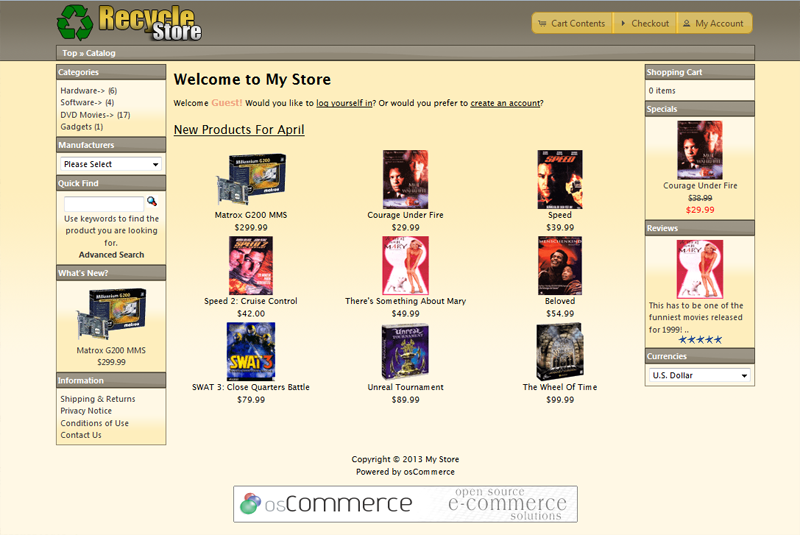 Recycle
Store
Cart Contents
Checkout
My Account
Top » Catalog
Categories
Hardware-> (6)
Software-> (4)
DVD Movies-> (17)
Gadgets (1)
Manufacturers
Please Select
Quick Find
Use keywords to find the
product you are looking
for.
Advanced Search
What's New?
Matrox G200 MMS
$299.99
Information
Shipping & Returns
Privacy Notice
Conditions of Use
Contact Us
Welcome to My Store
Welcome Guest! Would you like to log yourself in? Or would you prefer to create an account?
New Products For April
Matrox G200 MMS
$299.99
Courage Under Fire
$29.99
SPEED
Speed
$39.99
Speed 2: Cruise Control
$42.00
MARY
There's Something About Mary
$49.99
Beloved
$54.99
SWAT 3
SWAT 3: Close Quarters Battle
$79.99
Unreal Tournament
$89.99
The Wheel Of Time
$99.99
Shopping Cart
0 items
Specials
Courage Under Fire
$38.99
$29.99
Reviews
MARY
This has to be one of the
funniest movies released
for 1999! ..
Currencies
U.S. Dollar
Copyright © 2013 My Store
Powered by osCommerce
osCommerce
open source
e-commerce
solutions